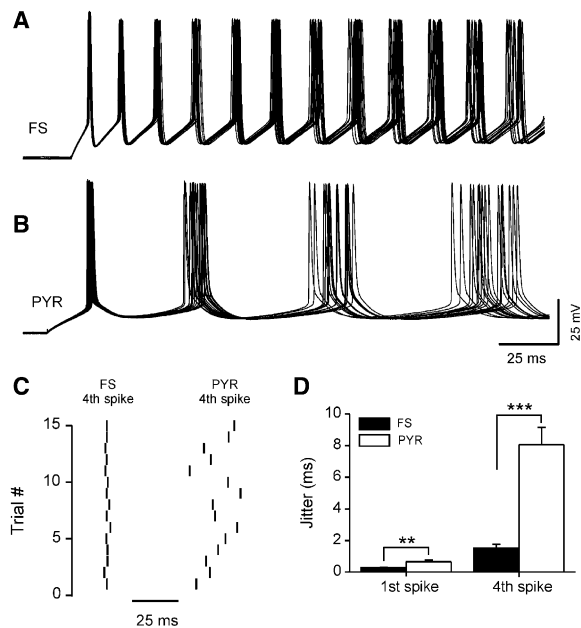 A
FS
B
PYR
25 mV
25 ms
C
FS
4th spike
PYR
4th spike
15
10
5
0
Trial #
25 ms
D
10
8
6
4
2
0
Jitter (ms)
FS
PYR
**
***
1st spike
4th spike